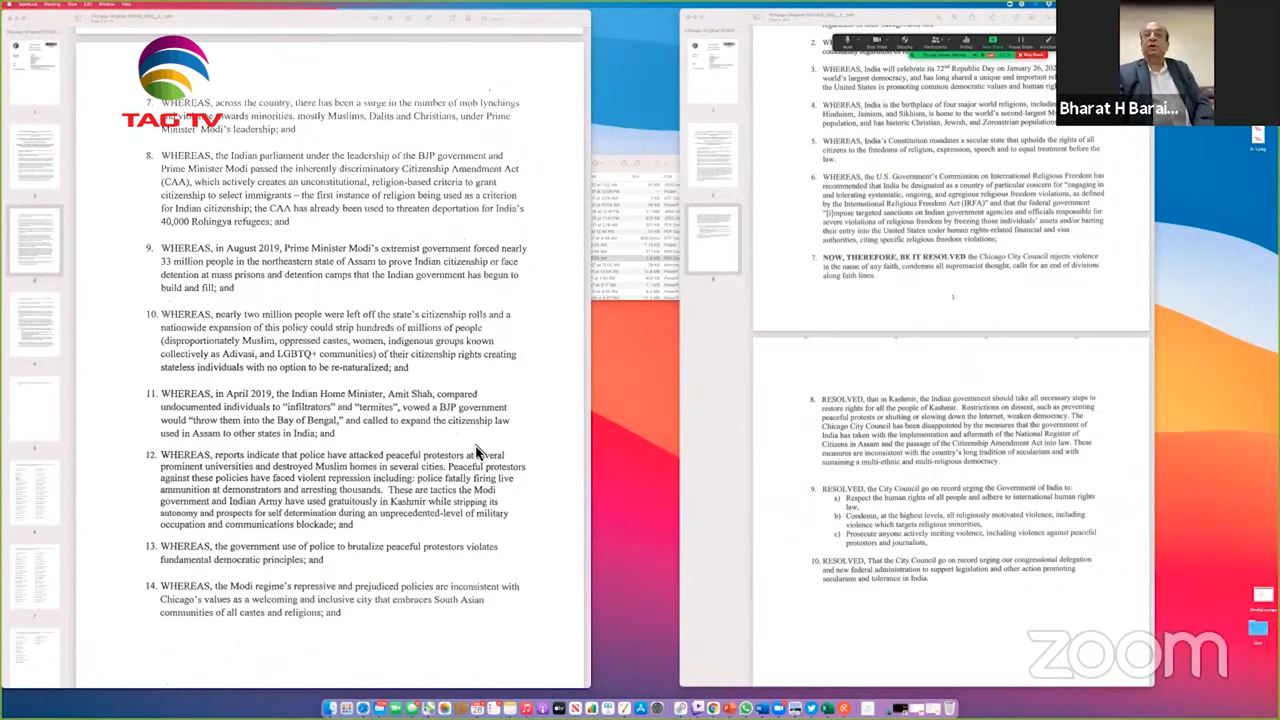 TAC TV
7. WHEREAS, across the country, there has been a surge in the number of mob lynchings
towards minorities, mostly Muslims, Dalits and Christians under Prime
Minister Modi's leadership; and
8. WHEREAS, the Indian parliament under leadership of the BJP government and
Prime Minister Modi passed the inherently discriminatory Citizenship Amendment Act
(CAA), which effectively creates an unconstitutional, religion-based criteria to grant
citizenship to select immigrants – the first instance of religion being used as a criterion
for Indian citizenship; the CAA has already been used to threaten deportation for India's
40,000 Rohingya refugees; and
9. WHEREAS, in August 2019, Prime Minister Modi's central government forced nearly
33 million people in the northeastern state of Assam to prove Indian citizenship or face
detention at mass prisons and detention camps that the Indian government has begun to
build and fill; and
10. WHEREAS, nearly two million people were left off the state's citizenship rolls and a
nationwide expansion of this policy could strip hundreds of millions of people
(disproportionately Muslim, oppressed castes, women, indigenous groups known
collectively as Adivasi, and LGBTQ+ communities) of their citizenship rights creating
stateless individuals with no option to be re-naturalized; and
11. WHEREAS, in April 2019, the Indian Home Minister, Amit Shah, compared
undocumented individuals to “infiltrators” and “termites”, vowed a BJP government
would “throw them into the Bay of Bengal,” and to expand the citizenship law
used in Assam to other states in India; and
12. WHEREAS, reports indicate that police have attacked peaceful protestors at several
prominent universities and destroyed Muslim homes in several cities. Peaceful protestors
against those policies have faced violent repression including: police fatally firing live
ammunition at demonstrators and arresting journalists. These are tactics the Modi
government and Indian Army have used gratuitously in Kashmir while stripping its
autonomy and prospects for self determination during an unprecedented-level of military
occupation and communications blockade; and
13. WHEREAS, the government use of police to brutalize peaceful protestors violates
fundamental democratic principles; and
14. WHEREAS, the Modi regime's repressive and prejudiced policies are inconsistent with
Chicago's values as a welcoming and inclusive city that embraces South Asian
communities of all castes and religions; and
2.
3. WHEREAS, India will celebrate its 72nd Republic Day on January 26, 202
world's largest democracy, and has long shared a unique and important
the United States in promoting common democratic values and human
4. WHEREAS, India is the birthplace of four major world religions,
Hinduism, Jainism, and Sikhism, is home to the world's second-largest
and has historic Christian, Jewish, and Zoroastrian
5. WHEREAS, India's Constitution mandates a secular state that upholds the rights of all
citizens to the freedoms of religion, expression, speech and to equal treatment before the
law.
6. WHEREAS, the U.S. Government's Commission on International Religious Freedom has
recommended that India be designated as a country of particular concern for “engaging in
and tolerating systematic, ongoing, and egregious religious freedom violations, as defined
by the International Religious Freedom Act (IRFA)” and that the federal government
“[i]mpose targeted sanctions on Indian government agencies and officials responsible for
severe violations of religious freedom by freezing those individuals' assets and/or barring
their entry into the United States under human rights-related financial and visa
authorities, citing specific religious freedom violations;
7. NOW, THEREFORE, BE IT RESOLVED the Chicago City Council rejects violence
in the name of any faith, condemns all supremacist thought, calls for an end of divisions
along faith lines.
1
8. RESOLVED, that in Kashmir, the Indian government should take all necessary steps to
restore rights for all the people of Kashmir. Restrictions on dissent, such as preventing
peaceful protests or shutting or slowing down the Internet, weaken democracy. The
Chicago City Council has been disappointed by the measures that the government of
India has taken with the implementation and aftermath of the National Register of
Citizens in Assam and the passage of the Citizenship Amendment Act into law. These
measures are inconsistent with the country's long tradition of secularism and with
sustaining a multi-ethnic and multi-religious democracy.
9. RESOLVED, the City Council go on record urging the Government of India to:
a) Respect the human rights of all people and adhere to international human rights
law,
b) Condemn, at the highest levels, all religiously motivated violence, including
violence which targets religious minorities,
c) Prosecute anyone actively inciting violence, including violence against peaceful
protestors and journalists,
10. RESOLVED, That the City Council go on record urging our congressional delegation
and new federal administration to support legislation and other action promoting
secularism and tolerance in India.
Bharat H Barai...
zoom